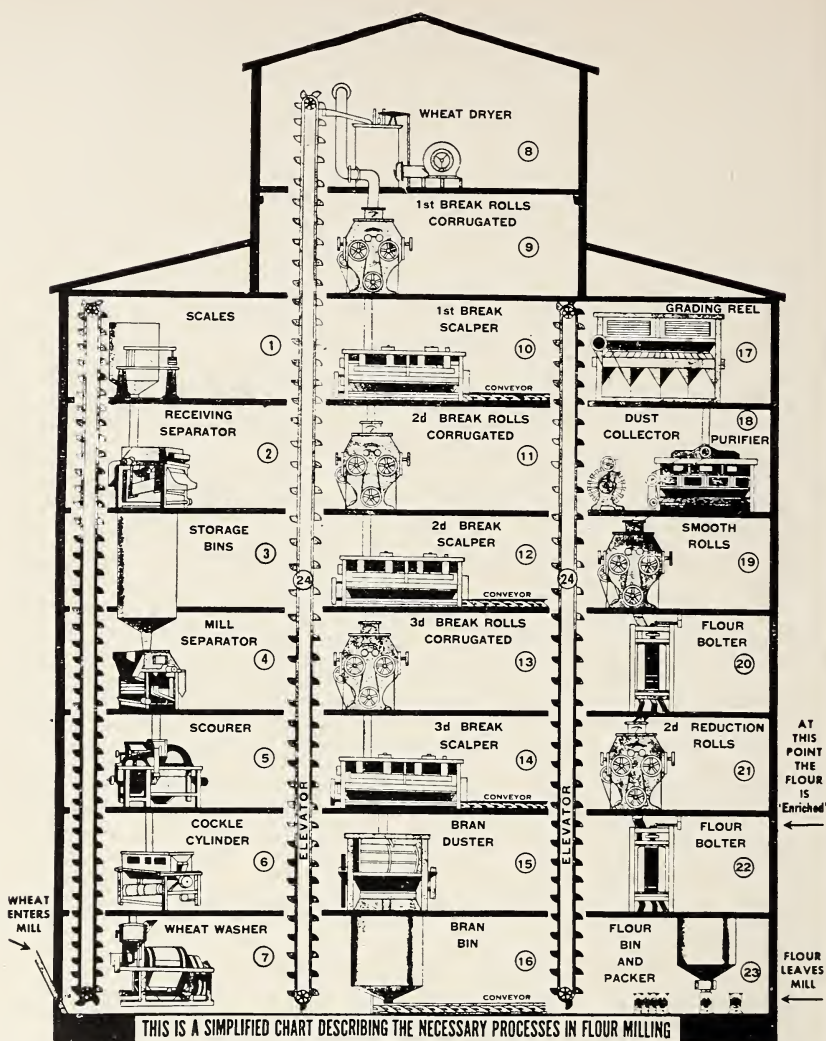 WHEAT DRYER
8
1st BREAK ROLLS
CORRUGATED
9
SCALES
1
RECEIVING
SEPARATOR
2
STORAGE
BINS
3
MILL
SEPARATOR
4
SCOURER
5
COCKLE
CYLINDER
6
WHEAT
ENTERS
MILL
WHEAT WASHER
7
24
ELEVATOR
1st BREAK
SCALPER
10
CONVEYOR
2d BREAK ROLLS
CORRUGATED
11
2d BREAK
SCALPER
12
CONVEYOR
3d BREAK ROLLS
CORRUGATED
13
3d BREAK
SCALPER
14
CONVEYOR
BRAN
DUSTER
15
BRAN
BIN
16
CONVEYOR
24
ELEVATOR
GRADING REEL
17
18
DUST
COLLECTOR
PURIFIER
SMOOTH
ROLLS
19
FLOUR
BOLTER
20
2d REDUCTION
ROLLS
21
AT
THIS
POINT
THE
FLOUR
IS
'Enriched'
FLOUR
BOLTER
22
FLOUR
BIN
AND
PACKER
23
FLOUR
LEAVES
MILL
THIS IS A SIMPLIFIED CHART DESCRIBING THE NECESSARY PROCESSES IN FLOUR MILLING